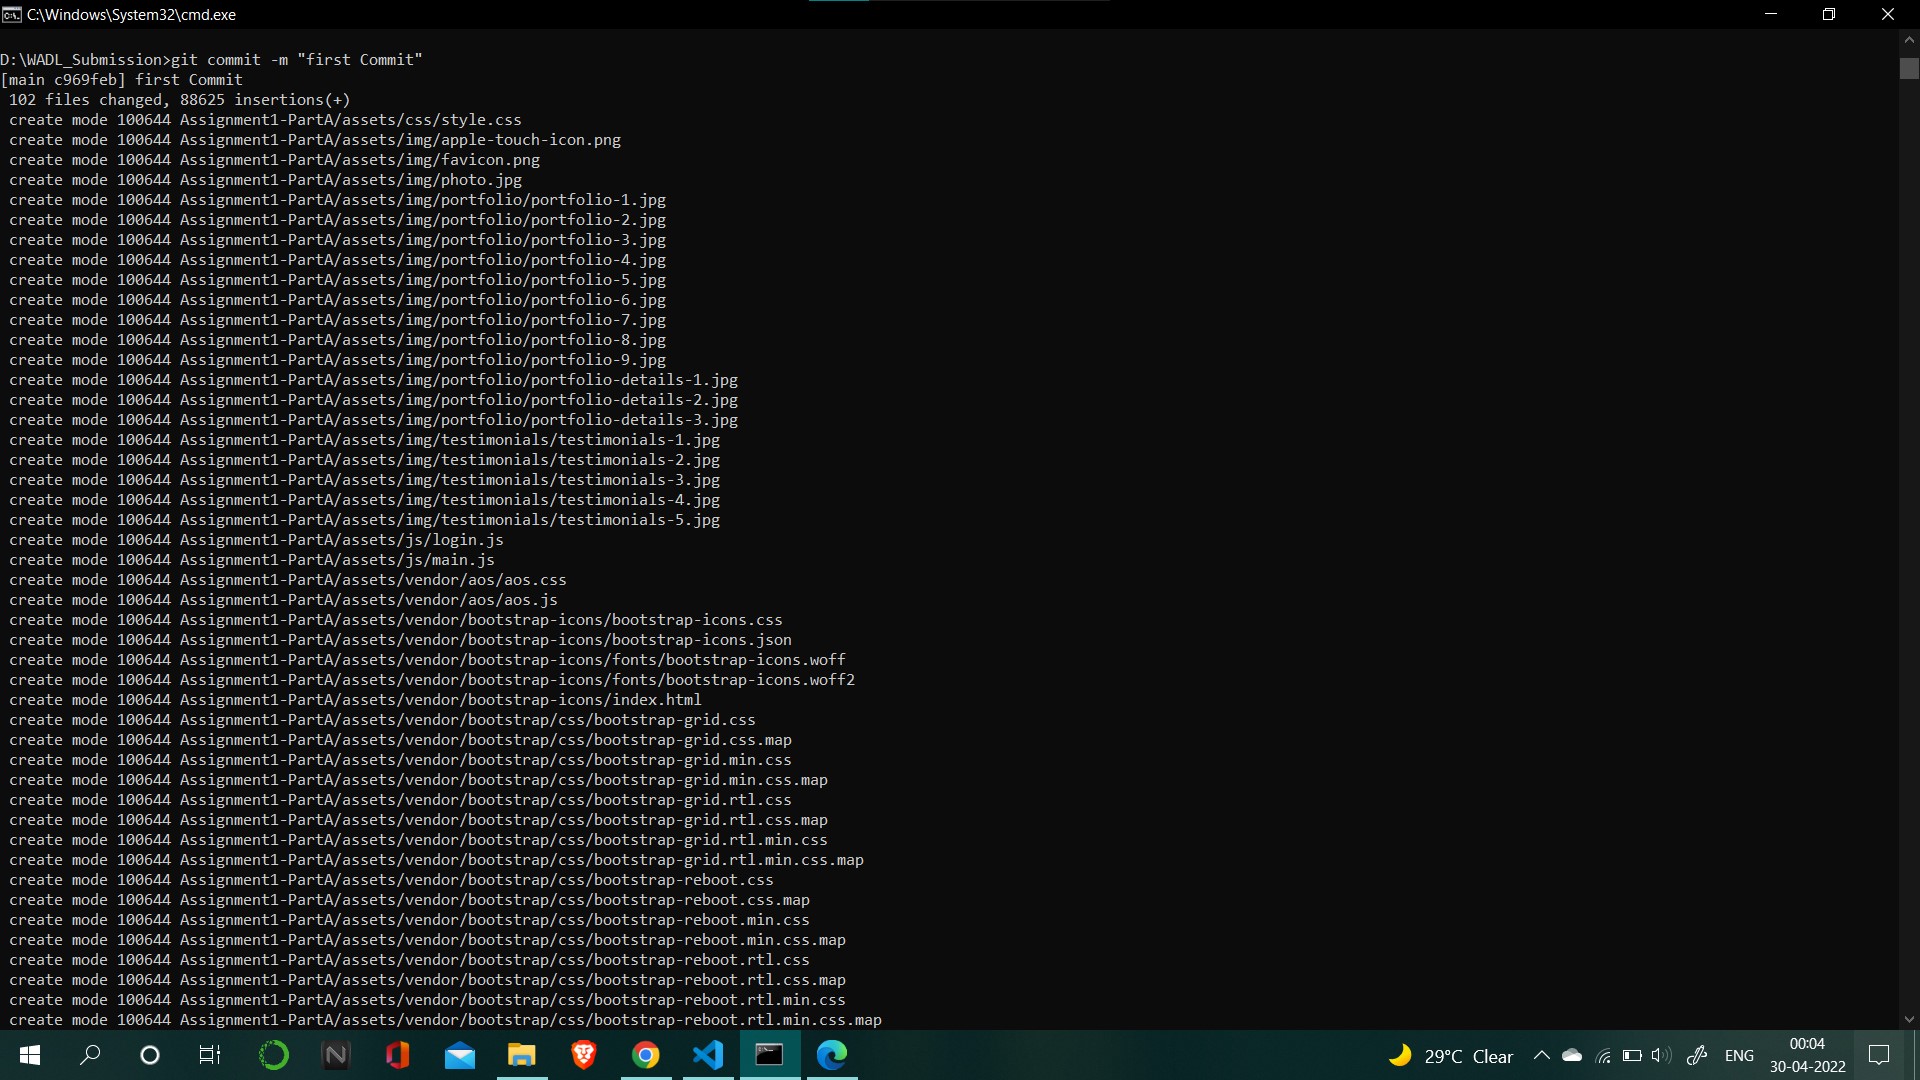 C:\Windows\System32\cmd.exe
D:\WADL_Submission>git commit -m "first Commit"
[main c969feb] first Commit
 102 files changed, 88625 insertions(+)
 create mode 100644 Assignment1-PartA/assets/css/style.css
 create mode 100644 Assignment1-PartA/assets/img/apple-touch-icon.png
 create mode 100644 Assignment1-PartA/assets/img/favicon.png
 create mode 100644 Assignment1-PartA/assets/img/photo.jpg
 create mode 100644 Assignment1-PartA/assets/img/portfolio/portfolio-1.jpg
 create mode 100644 Assignment1-PartA/assets/img/portfolio/portfolio-2.jpg
 create mode 100644 Assignment1-PartA/assets/img/portfolio/portfolio-3.jpg
 create mode 100644 Assignment1-PartA/assets/img/portfolio/portfolio-4.jpg
 create mode 100644 Assignment1-PartA/assets/img/portfolio/portfolio-5.jpg
 create mode 100644 Assignment1-PartA/assets/img/portfolio/portfolio-6.jpg
 create mode 100644 Assignment1-PartA/assets/img/portfolio/portfolio-7.jpg
 create mode 100644 Assignment1-PartA/assets/img/portfolio/portfolio-8.jpg
 create mode 100644 Assignment1-PartA/assets/img/portfolio/portfolio-9.jpg
 create mode 100644 Assignment1-PartA/assets/img/portfolio/portfolio-details-1.jpg
 create mode 100644 Assignment1-PartA/assets/img/portfolio/portfolio-details-2.jpg
 create mode 100644 Assignment1-PartA/assets/img/portfolio/portfolio-details-3.jpg
 create mode 100644 Assignment1-PartA/assets/img/testimonials/testimonials-1.jpg
 create mode 100644 Assignment1-PartA/assets/img/testimonials/testimonials-2.jpg
 create mode 100644 Assignment1-PartA/assets/img/testimonials/testimonials-3.jpg
 create mode 100644 Assignment1-PartA/assets/img/testimonials/testimonials-4.jpg
 create mode 100644 Assignment1-PartA/assets/img/testimonials/testimonials-5.jpg
 create mode 100644 Assignment1-PartA/assets/js/login.js
 create mode 100644 Assignment1-PartA/assets/js/main.js
 create mode 100644 Assignment1-PartA/assets/vendor/aos/aos.css
 create mode 100644 Assignment1-PartA/assets/vendor/aos/aos.js
 create mode 100644 Assignment1-PartA/assets/vendor/bootstrap-icons/bootstrap-icons.css
 create mode 100644 Assignment1-PartA/assets/vendor/bootstrap-icons/bootstrap-icons.json
 create mode 100644 Assignment1-PartA/assets/vendor/bootstrap-icons/fonts/bootstrap-icons.woff
 create mode 100644 Assignment1-PartA/assets/vendor/bootstrap-icons/fonts/bootstrap-icons.woff2
 create mode 100644 Assignment1-PartA/assets/vendor/bootstrap-icons/index.html
 create mode 100644 Assignment1-PartA/assets/vendor/bootstrap/css/bootstrap-grid.css
 create mode 100644 Assignment1-PartA/assets/vendor/bootstrap/css/bootstrap-grid.css.map
 create mode 100644 Assignment1-PartA/assets/vendor/bootstrap/css/bootstrap-grid.min.css
 create mode 100644 Assignment1-PartA/assets/vendor/bootstrap/css/bootstrap-grid.min.css.map
 create mode 100644 Assignment1-PartA/assets/vendor/bootstrap/css/bootstrap-grid.rtl.css
 create mode 100644 Assignment1-PartA/assets/vendor/bootstrap/css/bootstrap-grid.rtl.css.map
 create mode 100644 Assignment1-PartA/assets/vendor/bootstrap/css/bootstrap-grid.rtl.min.css
 create mode 100644 Assignment1-PartA/assets/vendor/bootstrap/css/bootstrap-grid.rtl.min.css.map
 create mode 100644 Assignment1-PartA/assets/vendor/bootstrap/css/bootstrap-reboot.css
 create mode 100644 Assignment1-PartA/assets/vendor/bootstrap/css/bootstrap-reboot.css.map
 create mode 100644 Assignment1-PartA/assets/vendor/bootstrap/css/bootstrap-reboot.min.css
 create mode 100644 Assignment1-PartA/assets/vendor/bootstrap/css/bootstrap-reboot.min.css.map
 create mode 100644 Assignment1-PartA/assets/vendor/bootstrap/css/bootstrap-reboot.rtl.css
 create mode 100644 Assignment1-PartA/assets/vendor/bootstrap/css/bootstrap-reboot.rtl.css.map
 create mode 100644 Assignment1-PartA/assets/vendor/bootstrap/css/bootstrap-reboot.rtl.min.css
 create mode 100644 Assignment1-PartA/assets/vendor/bootstrap/css/bootstrap-reboot.rtl.min.css.map
29°C Clear
ENG
00:04
30-04-2022